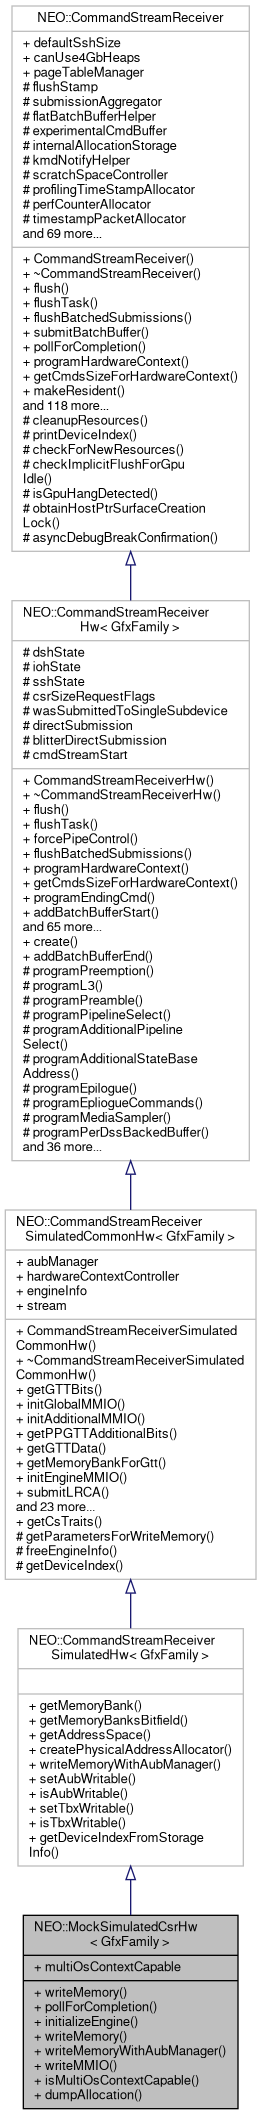 NEO::CommandStreamReceiver
+ defaultSshSize
+ canUse4GbHeaps
+ pageTableManager
# flushStamp
# submissionAggregator
# flatBatchBufferHelper
# experimentalCmdBuffer
# internalAllocationStorage
# kmdNotifyHelper
# scratchSpaceController
# profilingTimeStampAllocator
# perfCounterAllocator
# timestampPacketAllocator
and 69 more...
+ CommandStreamReceiver()
+ ~CommandStreamReceiver()
+ flush()
+ flushTask()
+ flushBatchedSubmissions()
+ submitBatchBuffer()
+ pollForCompletion()
+ programHardwareContext()
+ getCmdsSizeForHardwareContext()
+ makeResident()
and 118 more...
# cleanupResources()
# printDeviceIndex()
# checkForNewResources()
# checkImplicitFlushForGpu
Idle()
# isGpuHangDetected()
# obtainHostPtrSurfaceCreation
Lock()
# asyncDebugBreakConfirmation()
NEO::CommandStreamReceiver
Hw< GfxFamily >
# dshState
# iohState
# sshState
# csrSizeRequestFlags
# wasSubmittedToSingleSubdevice
# directSubmission
# blitterDirectSubmission
# cmdStreamStart
+ CommandStreamReceiverHw()
+ ~CommandStreamReceiverHw()
+ flush()
+ flushTask()
+ forcePipeControl()
+ flushBatchedSubmissions()
+ programHardwareContext()
+ getCmdsSizeForHardwareContext()
+ programEndingCmd()
+ addBatchBufferStart()
and 65 more...
+ create()
+ addBatchBufferEnd()
# programPreemption()
# programL3()
# programPreamble()
# programPipelineSelect()
# programAdditionalPipeline
Select()
# programAdditionalStateBase
Address()
# programEpilogue()
# programEpliogueCommands()
# programMediaSampler()
# programPerDssBackedBuffer()
and 36 more...
NEO::CommandStreamReceiver
SimulatedCommonHw< GfxFamily >
+ aubManager
+ hardwareContextController
+ engineInfo
+ stream
+ CommandStreamReceiverSimulated
CommonHw()
+ ~CommandStreamReceiverSimulated
CommonHw()
+ getGTTBits()
+ initGlobalMMIO()
+ initAdditionalMMIO()
+ getPPGTTAdditionalBits()
+ getGTTData()
+ getMemoryBankForGtt()
+ initEngineMMIO()
+ submitLRCA()
and 23 more...
+ getCsTraits()
# getParametersForWriteMemory()
# freeEngineInfo()
# getDeviceIndex()
NEO::CommandStreamReceiver
SimulatedHw< GfxFamily >
+ getMemoryBank()
+ getMemoryBanksBitfield()
+ getAddressSpace()
+ createPhysicalAddressAllocator()
+ writeMemoryWithAubManager()
+ setAubWritable()
+ isAubWritable()
+ setTbxWritable()
+ isTbxWritable()
+ getDeviceIndexFromStorage
Info()
NEO::MockSimulatedCsrHw
< GfxFamily >
+ multiOsContextCapable
+ writeMemory()
+ pollForCompletion()
+ initializeEngine()
+ writeMemory()
+ writeMemoryWithAubManager()
+ writeMMIO()
+ isMultiOsContextCapable()
+ dumpAllocation()